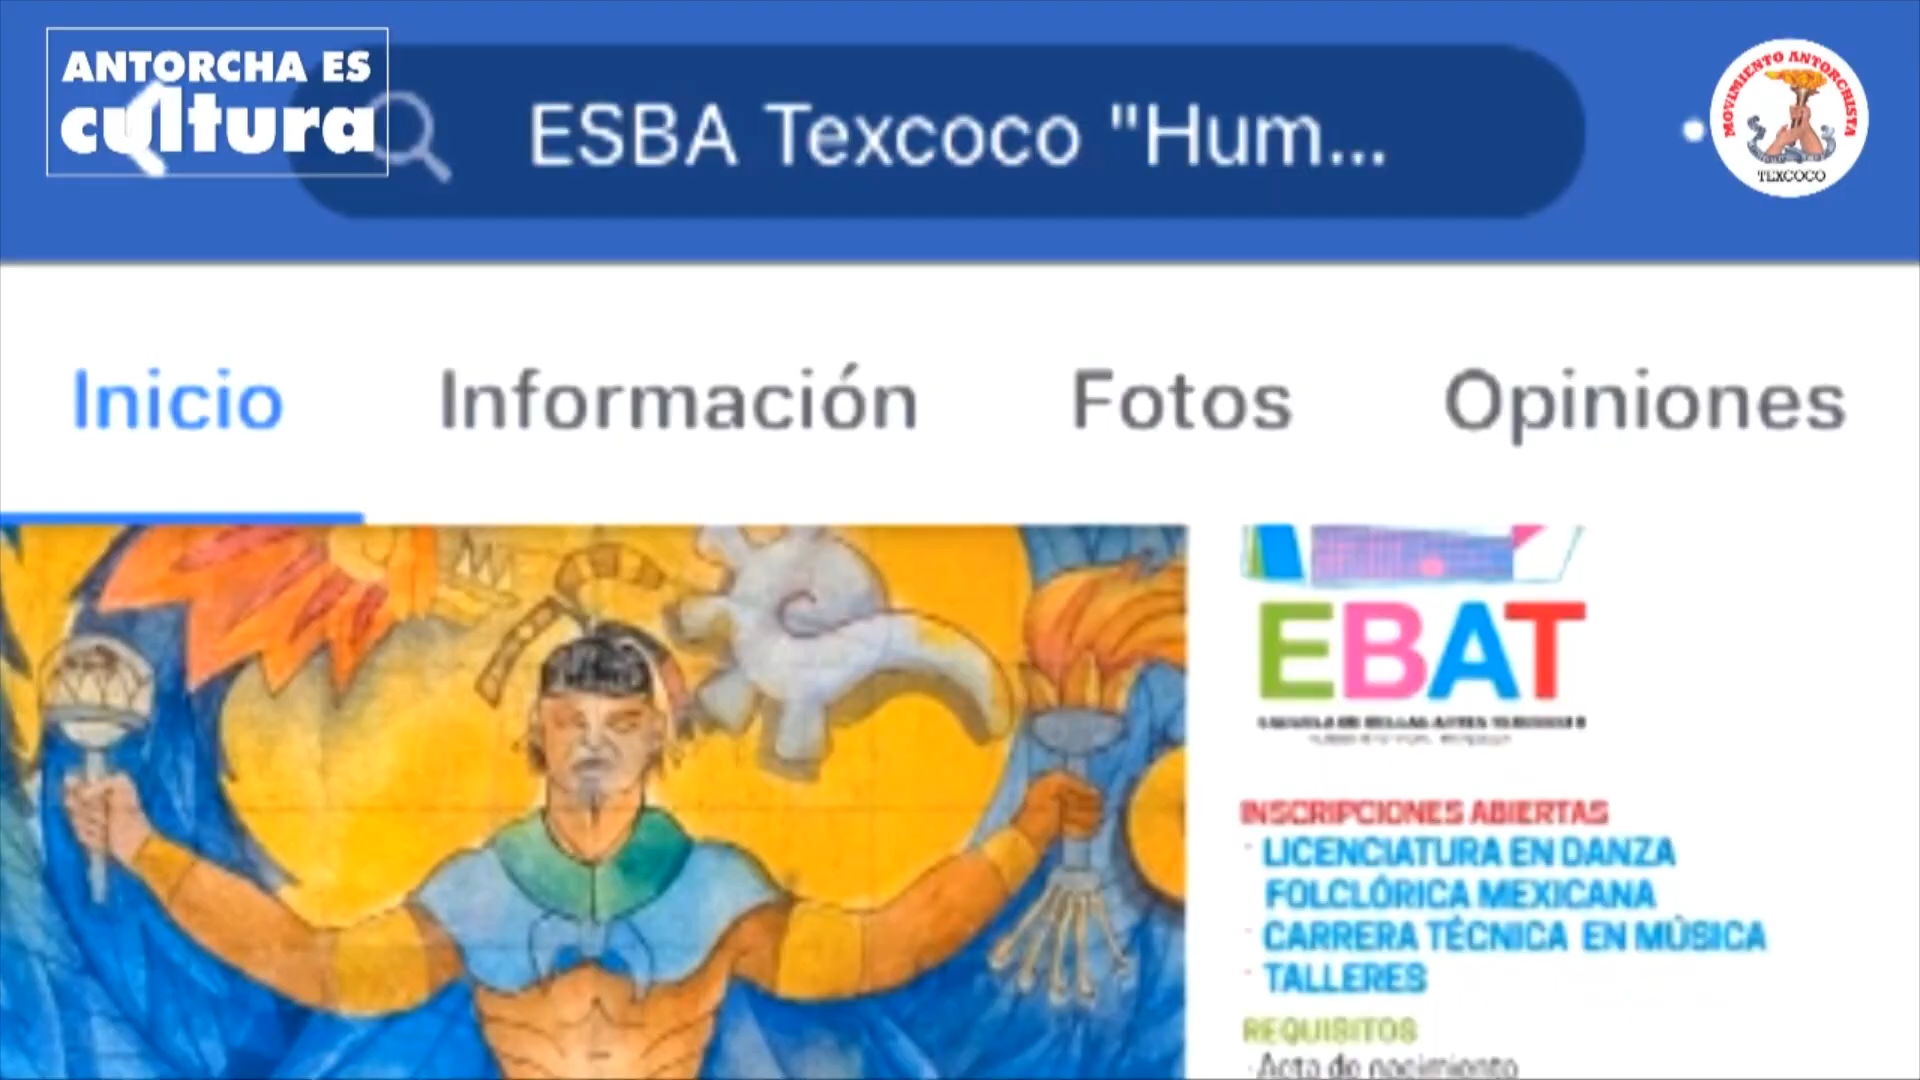 ANTORCHA ES
cultura
ESBA Texcoco "Hum...
MOVIMIENTO ANTORCHISTA
TEXCOCO
Inicio
Información
Fotos
Opiniones
EBAT
INSCRIPCIONES ABIERTAS
· LICENCIATURA EN DANZA
FOLCLÓRICA MEXICANA
· CARRERA TÉCNICA EN MÚSICA
· TALLERES
REQUISITOS
· Acta de nacimiento